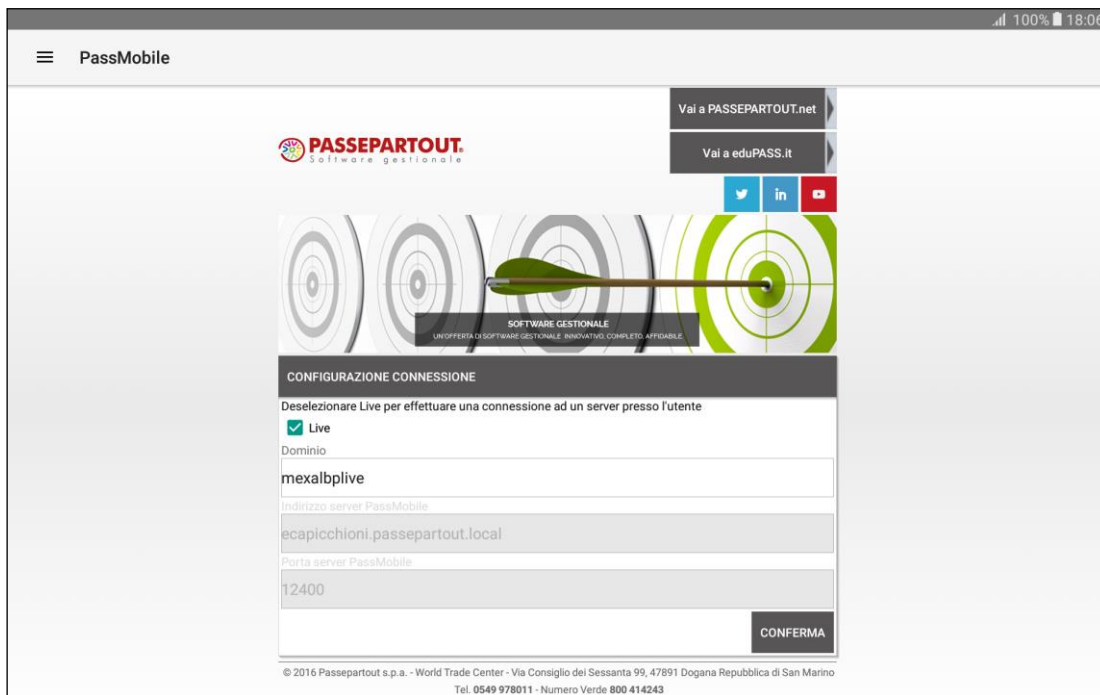 100% 18:06
PassMobile
Vai a PASSEPARTOUT.net
PASSEPARTOUT®
Software gestionale
Vai a eduPASS.it
in
SOFTWARE GESTIONALE
UN'OFFERTA DI SOFTWARE GESTIONALE INNOVATIVO, COMPLETO, AFFIDABILE.
CONFIGURAZIONE CONNESSIONE
Deselezionare Live per effettuare una connessione ad un server presso l'utente
Live
Dominio
mexalbplive
Indirizzo server PassMobile
ecapicchioni.passepartout.local
Porta server PassMobile
12400
CONFERMA
© 2016 Passepartout s.p.a. - World Trade Center - Via Consiglio dei Sessanta 99, 47891 Dogana Repubblica di San Marino
Tel. 0549 978011 - Numero Verde 800 414243